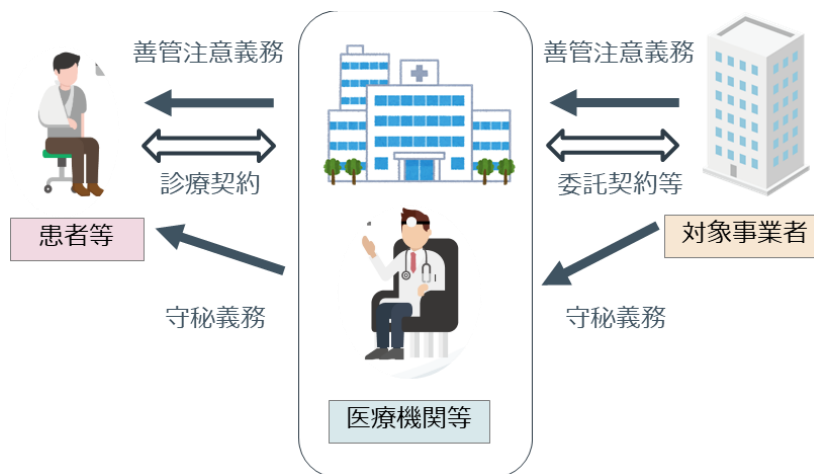 善管注意義務
善管注意義務
診療契約
委託契約等
患者等
対象事業者
守秘義務
守秘義務
医療機関等